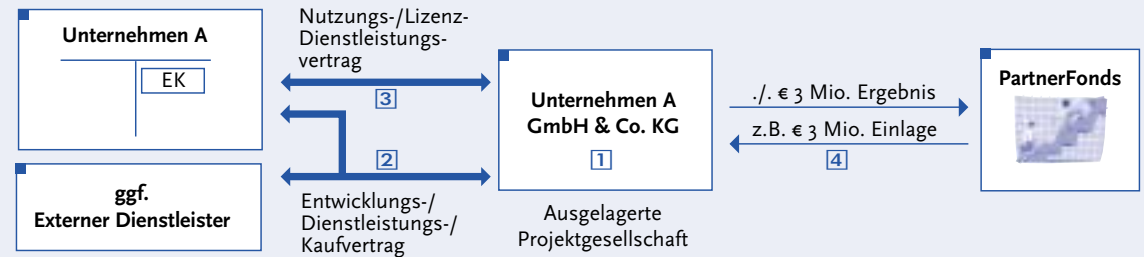 Unternehmen A
EK
ggf.
Externer Dienstleister
Nutzungs-/Lizenz-
Dienstleistungs-
vertrag
3
2
Entwicklungs-/
Dienstleistungs-/
Kaufvertrag
Unternehmen A
GmbH & Co. KG
1
Ausgelagerte
Projektgesellschaft
./. € 3 Mio. Ergebnis
z.B. € 3 Mio. Einlage
4
PartnerFonds